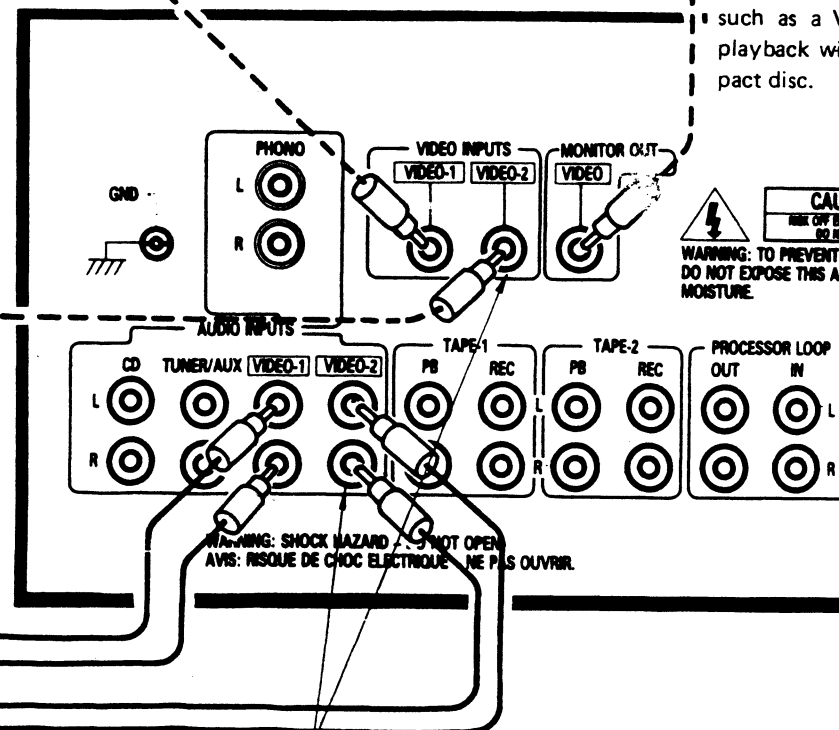 such as a V
playback wi
pact disc.
PHONO
VIDEO INPUTS
MONITOR OUT
VIDEO-1
VIDEO-2
VIDEO
L
GND
R
CAU
WARNING: TO PREVENT
DO NOT EXPOSE THIS A
MOISTURE.
AUDIO INPUTS
TAPE-1
TAPE-2
PROCESSOR LOOP
CD
TUNER/AUX
VIDEO-1
VIDEO-2
PB
REC
PB
REC
OUT
IN
L
L
L
R
R
R
WARNING: SHOCK HAZARD NOT OPEN
AVIS: RISQUE DE CHOC ELECTRIQUE NE PAS OUVRIR.